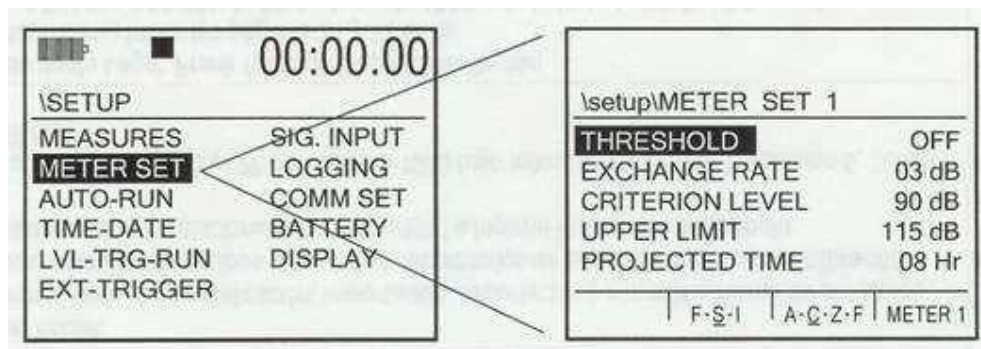 00:00.00
\SETUP
MEASURES SIG. INPUT
METER SET LOGGING
AUTO-RUN COMM SET
TIME-DATE BATTERY
LVL-TRG-RUN DISPLAY
EXT-TRIGGER
\setup\METER SET 1
THRESHOLD OFF
EXCHANGE RATE 03 dB
CRITERION LEVEL 90 dB
UPPER LIMIT 115 dB
PROJECTED TIME 08 Hr
F-S-I A-C-Z-F METER 1